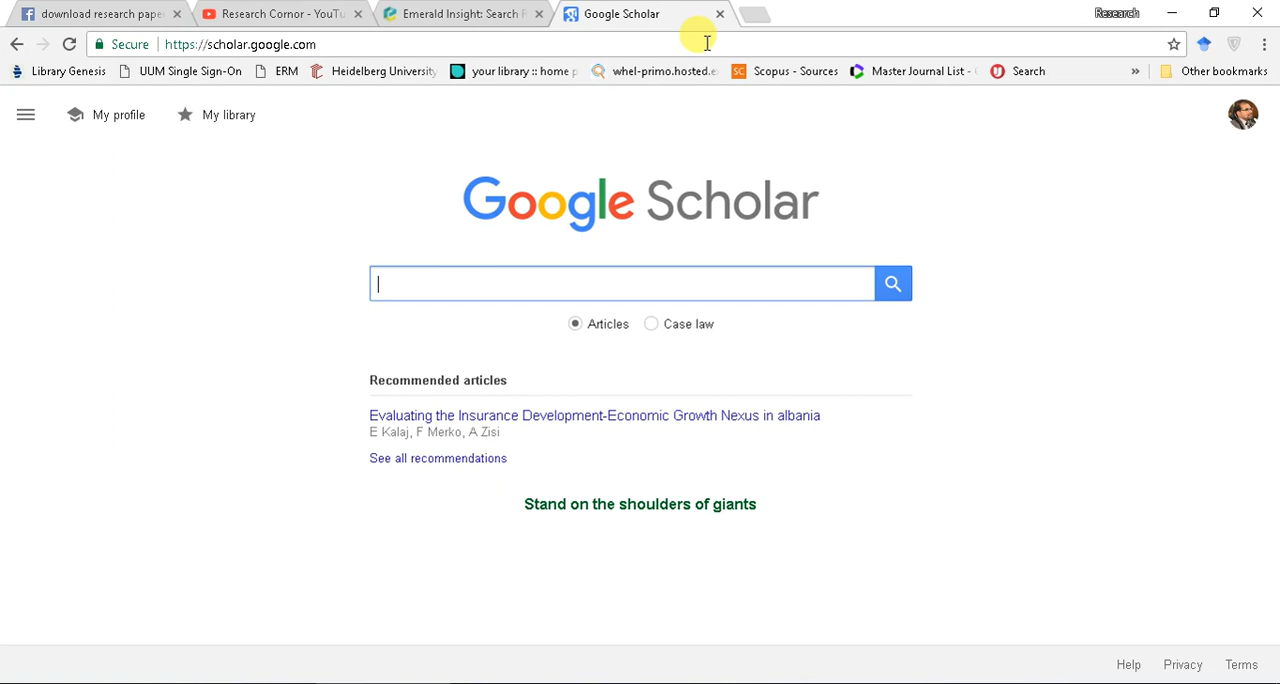 download research pape
Research Cornor - YouTu
Emerald Insight: Search R
Google Scholar
Research
Secure
https://scholar.google.com
Library Genesis
UUM Single Sign-On
ERM
Heidelberg University
your library :: home p
whel-primo.hosted.e
SC
Scopus - Sources
Master Journal List -
Search
»
Other bookmarks
My profile
My library
Google Scholar
Articles
Case law
Recommended articles
Evaluating the Insurance Development-Economic Growth Nexus in albania
E Kalaj, F Merko, A Zisi
See all recommendations
Stand on the shoulders of giants
Help
Privacy
Terms